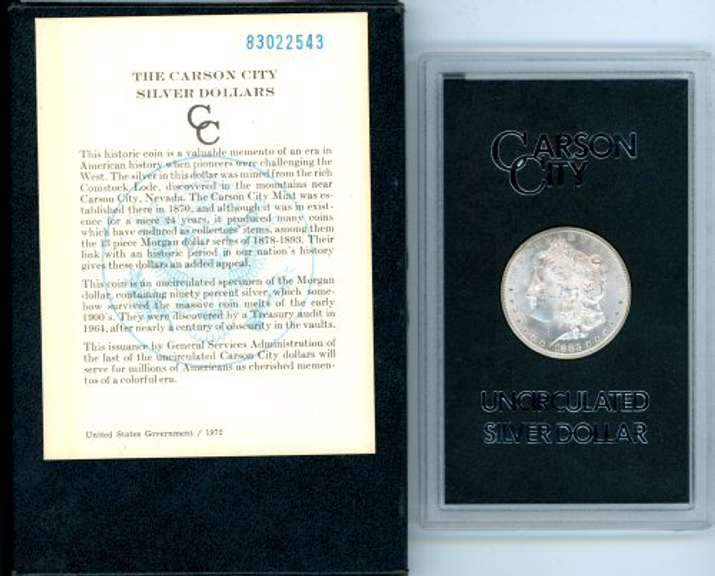 83022543
THE CARSON CITY
SILVER DOLLARS
CC
This historic coin is a valuable memento of an era in
American history when pioneers were challenging the
West. The silver in this dollar was mined from the rich
Comstock Lode, discovered in the mountains near
Carson City, Nevada. The Carson City Mint was es-
tablished there in 1870, and although it was in exist-
ence for a mere 24 years, it produced many coins
which have endured as collectors' items, among them
the 13 piece Morgan dollar series of 1878-1893. Their
link with an historic period in our nation's history
gives these dollars an added appeal.
This coin is an uncirculated specimen of the Morgan
dollar, containing ninety percent silver, which some-
how survived the massive coin melts of the early
1900's. They were discovered by a Treasury audit in
1964, after nearly a century of obscurity in the vaults.
This issuance by General Services Administration of
the last of the uncirculated Carson City dollars will
serve for millions of Americans as cherished memen-
tos of a colorful era.
United States Government / 1972
CARSON
CITY
1883
UNCIRCULATED
SILVER DOLLAR